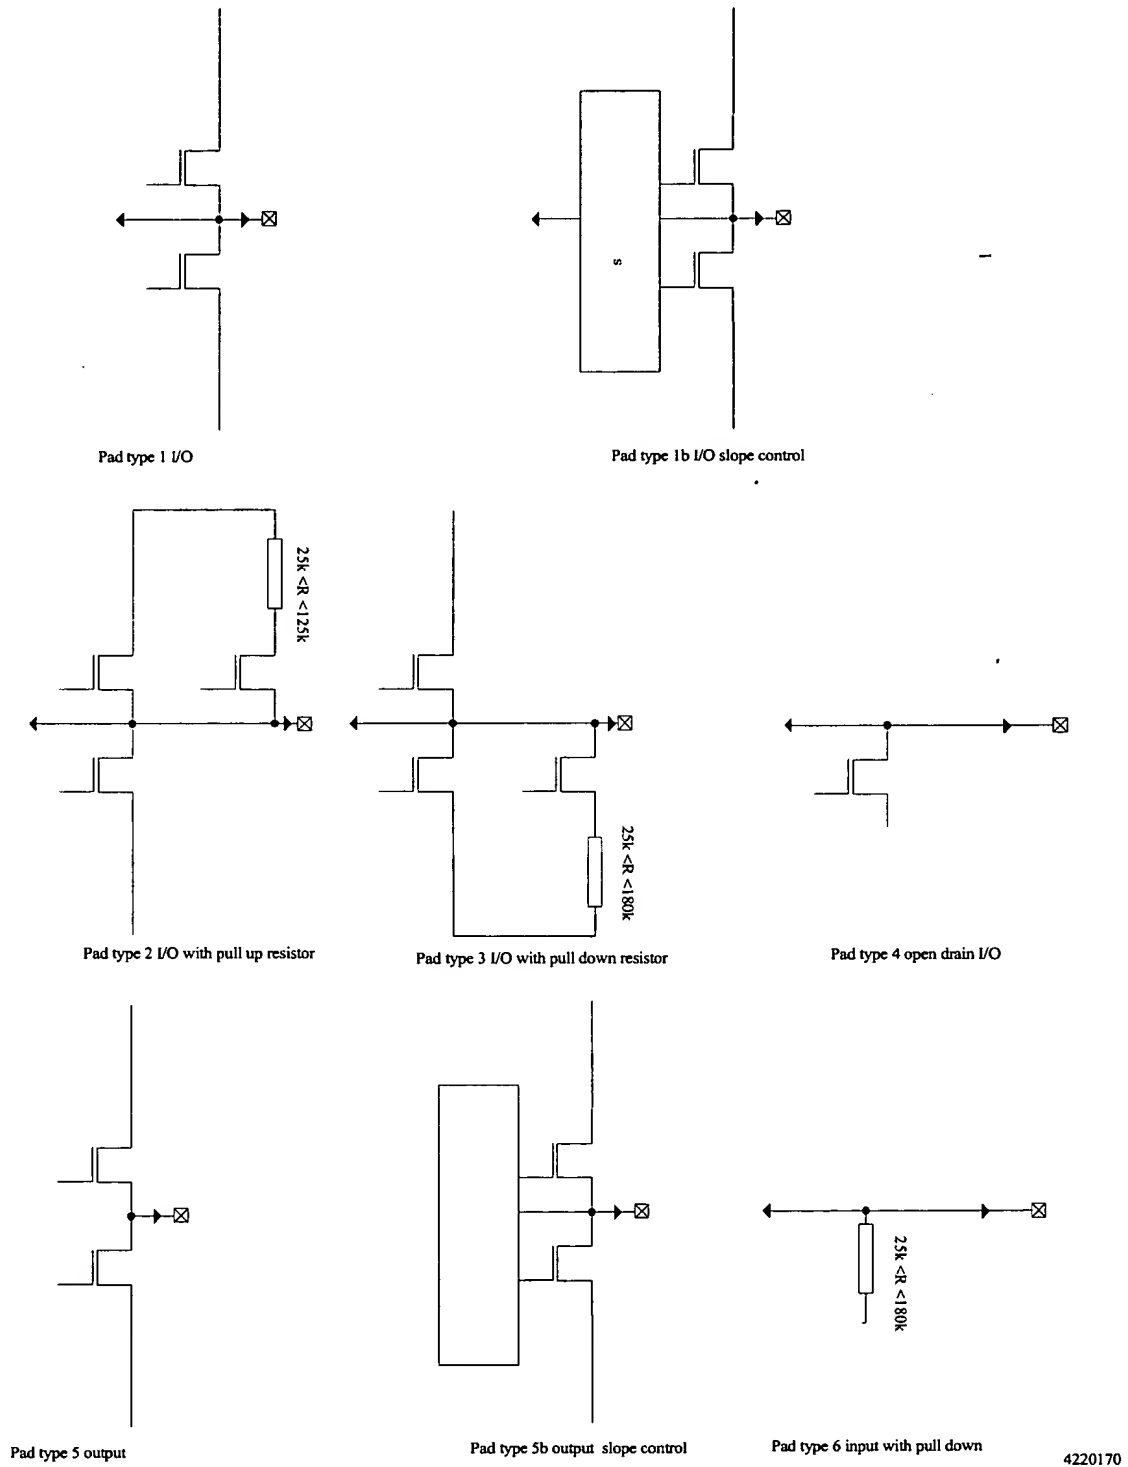 s
Pad type 1 I/O
Pad type 1b I/O slope control
25k <R <125k
25k <R <180k
Pad type 2 I/O with pull up resistor
Pad type 3 I/O with pull down resistor
Pad type 4 open drain I/O
25k <R <180k
Pad type 5 output
Pad type 5b output slope control
Pad type 6 input with pull down
4220170